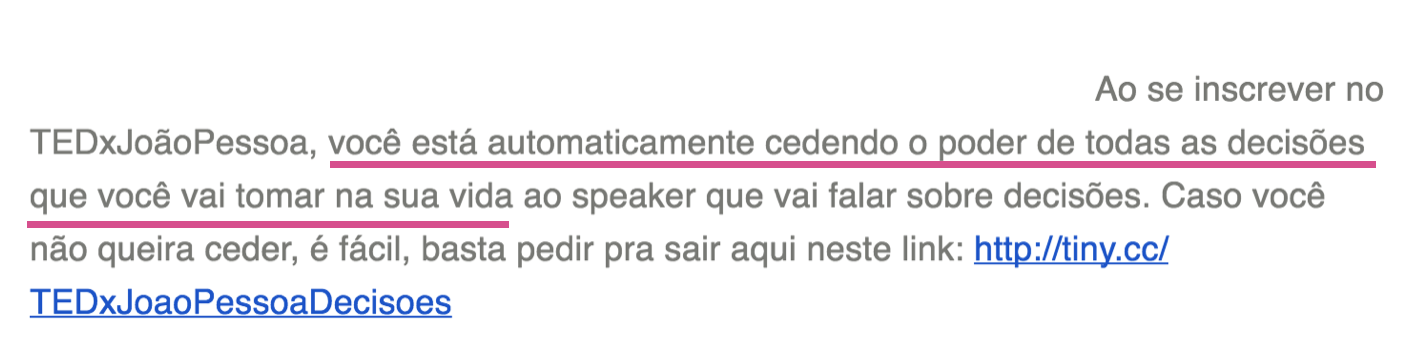 Ao se inscrever no
TEDxJoãoPessoa, você está automaticamente cedendo o poder de todas as decisões
que você vai tomar na sua vida ao speaker que vai falar sobre decisões. Caso você
não queira ceder, é fácil, basta pedir pra sair aqui neste link: http://tiny.cc/
TEDxJoaoPessoaDecisoes